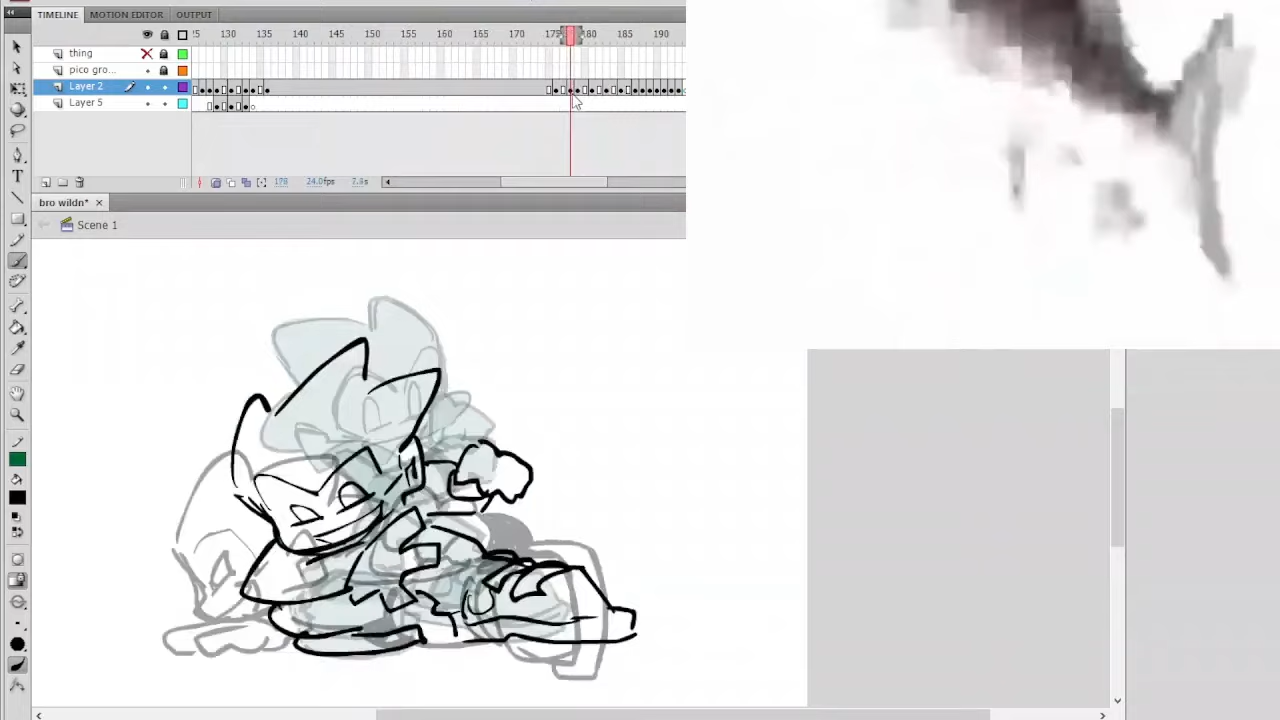 TIMELINE MOTION EDITOR OUTPUT
130 135 140 145 150 155 160 165 170 175 180 185 190
thing
pico gro...
Layer 2
Layer 5
178 24.0fps 7.3s
bro wildn* ×
Scene 1
T